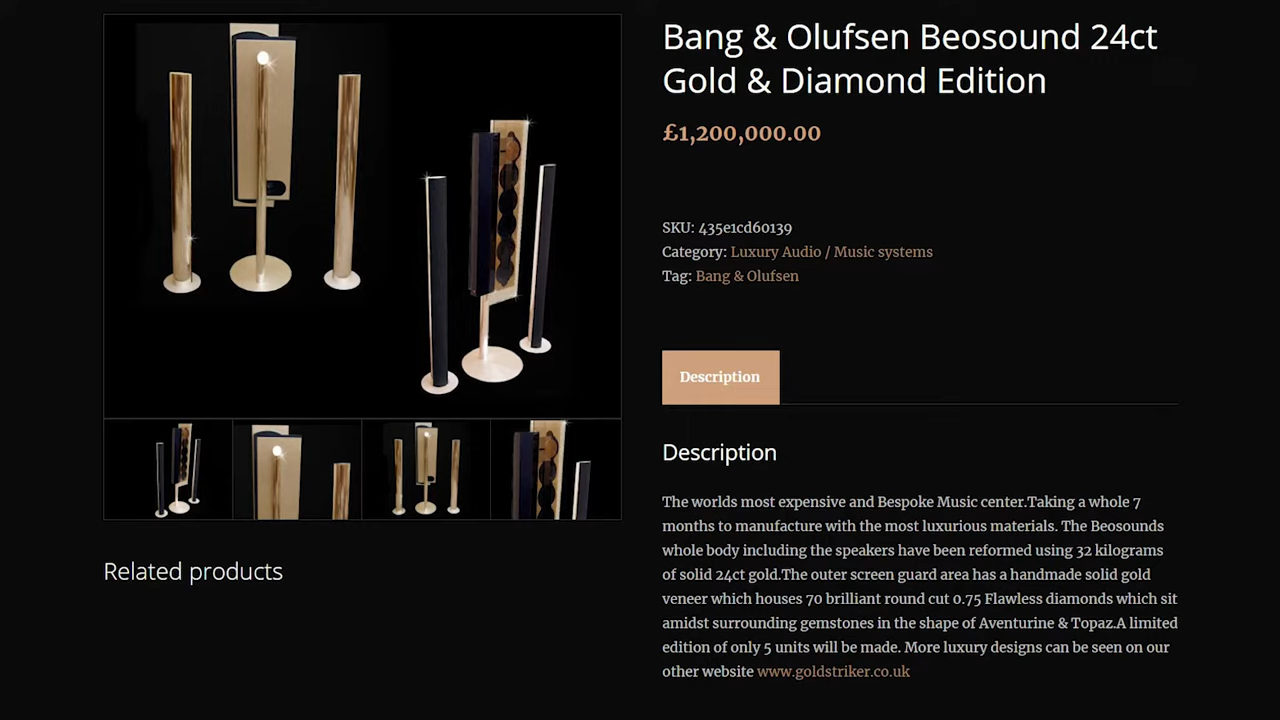 Bang & Olufsen Beosound 24ct
Gold & Diamond Edition
£1,200,000.00
SKU: 435e1cd60139
Category: Luxury Audio / Music systems
Tag: Bang & Olufsen
Description
Description
The worlds most expensive and Bespoke Music center.Taking a whole 7
months to manufacture with the most luxurious materials. The Beosounds
whole body including the speakers have been reformed using 32 kilograms
of solid 24ct gold.The outer screen guard area has a handmade solid gold
veneer which houses 70 brilliant round cut 0.75 Flawless diamonds which sit
amidst surrounding gemstones in the shape of Aventurine & Topaz.A limited
edition of only 5 units will be made. More luxury designs can be seen on our
other website www.goldstriker.co.uk
Related products